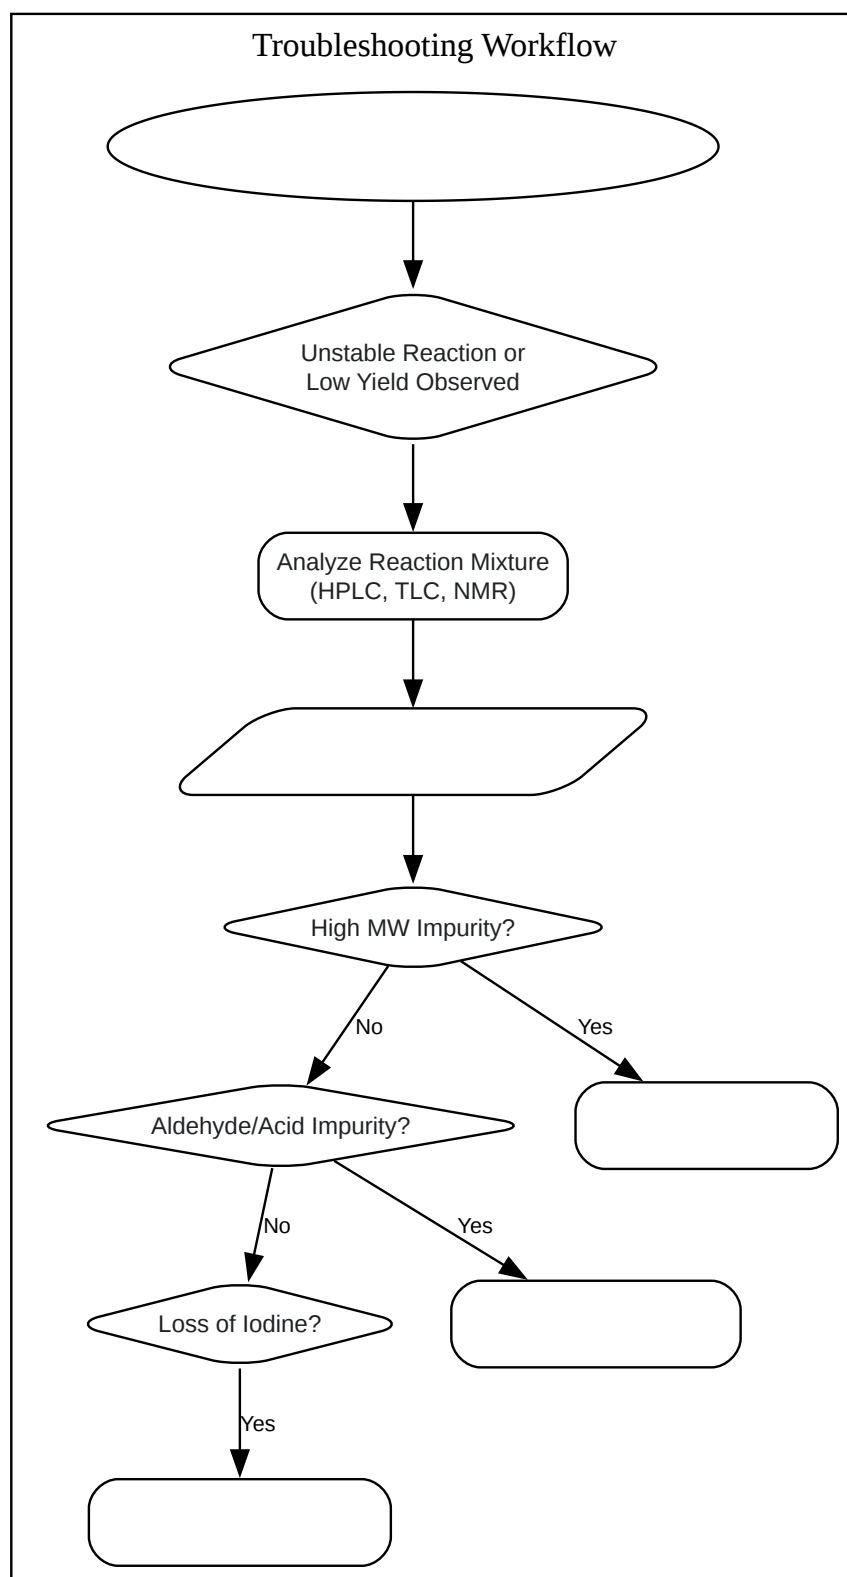 Troubleshooting Workflow
Unstable Reaction or
Low Yield Observed
Analyze Reaction Mixture
(HPLC, TLC, NMR)
High MW Impurity?
No
Yes
Aldehyde/Acid Impurity?
No
Yes
Loss of Iodine?
Yes